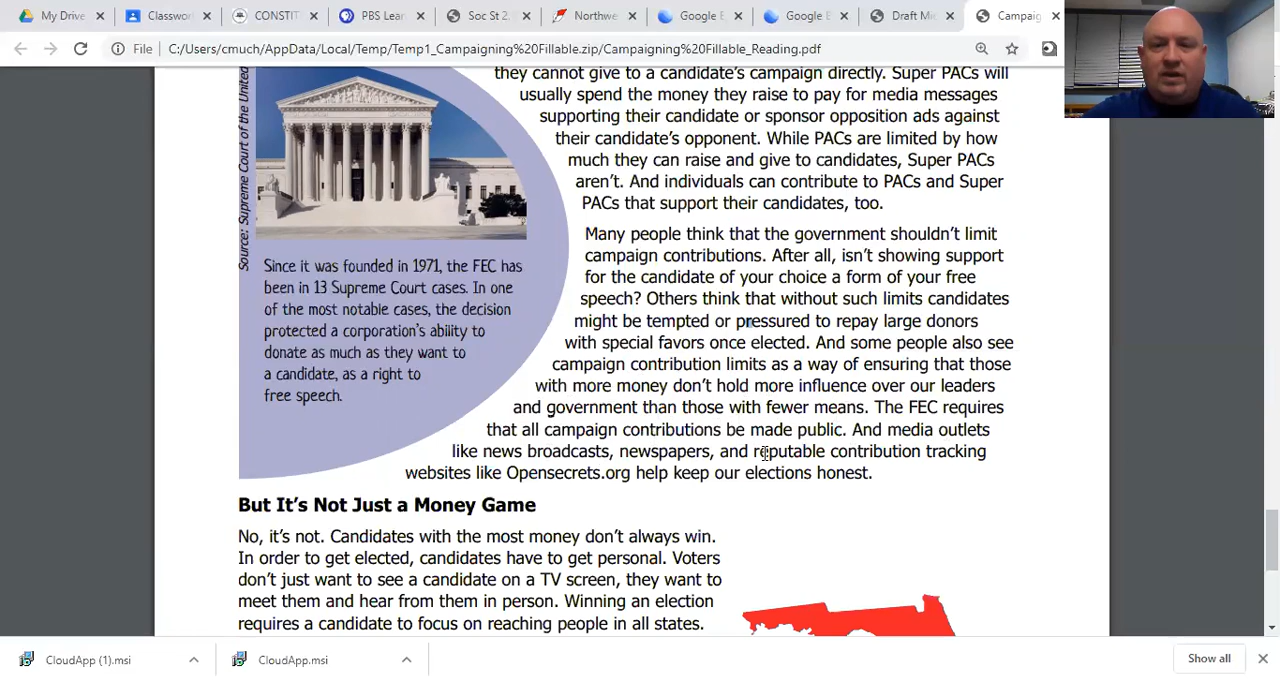 My Drive
Classwor
CONSTIT
PBS Lear
Soc St 2.
Northwe
Google E
Google E
Draft Mi
Campaig
File
C:/Users/cmuch/AppData/Local/Temp/Temp1_Campaigning%20Fillable.zip/Campaigning%20Fillable_Reading.pdf
Source: Supreme Court of the United
Since it was founded in 1971, the FEC has
been in 13 Supreme Court cases. In one
of the most notable cases, the decision
protected a corporation's ability to
donate as much as they want to
a candidate, as a right to
free speech.
they cannot give to a candidate's campaign directly. Super PACs will
usually spend the money they raise to pay for media messages
supporting their candidate or sponsor opposition ads against
their candidate's opponent. While PACs are limited by how
much they can raise and give to candidates, Super PACs
aren't. And individuals can contribute to PACs and Super
PACs that support their candidates, too.
Many people think that the government shouldn't limit
campaign contributions. After all, isn't showing support
for the candidate of your choice a form of your free
speech? Others think that without such limits candidates
might be tempted or pressured to repay large donors
with special favors once elected. And some people also see
campaign contribution limits as a way of ensuring that those
with more money don't hold more influence over our leaders
and government than those with fewer means. The FEC requires
that all campaign contributions be made public. And media outlets
like news broadcasts, newspapers, and reputable contribution tracking
websites like Opensecrets.org help keep our elections honest.
But It's Not Just a Money Game
No, it's not. Candidates with the most money don't always win.
In order to get elected, candidates have to get personal. Voters
don't just want to see a candidate on a TV screen, they want to
meet them and hear from them in person. Winning an election
requires a candidate to focus on reaching people in all states.
CloudApp (1).msi
CloudApp.msi
Show all